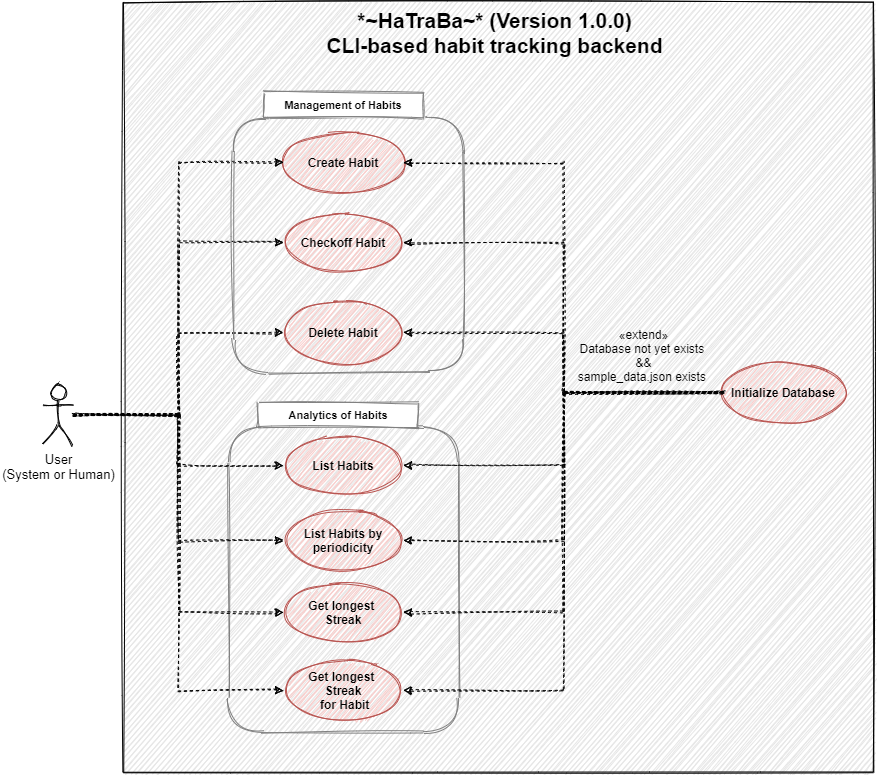 *~HaTraBa~* (Version 1.0.0)
CLI-based habit tracking backend
Management of Habits
Create Habit
Checkoff Habit
Delete Habit
«extend»
Database not yet exists
&&
sample_data.json exists
Initialize Database
User
(System or Human)
Analytics of Habits
List Habits
List Habits by
periodicity
Get longest
Streak
Get longest
Streak
for Habit